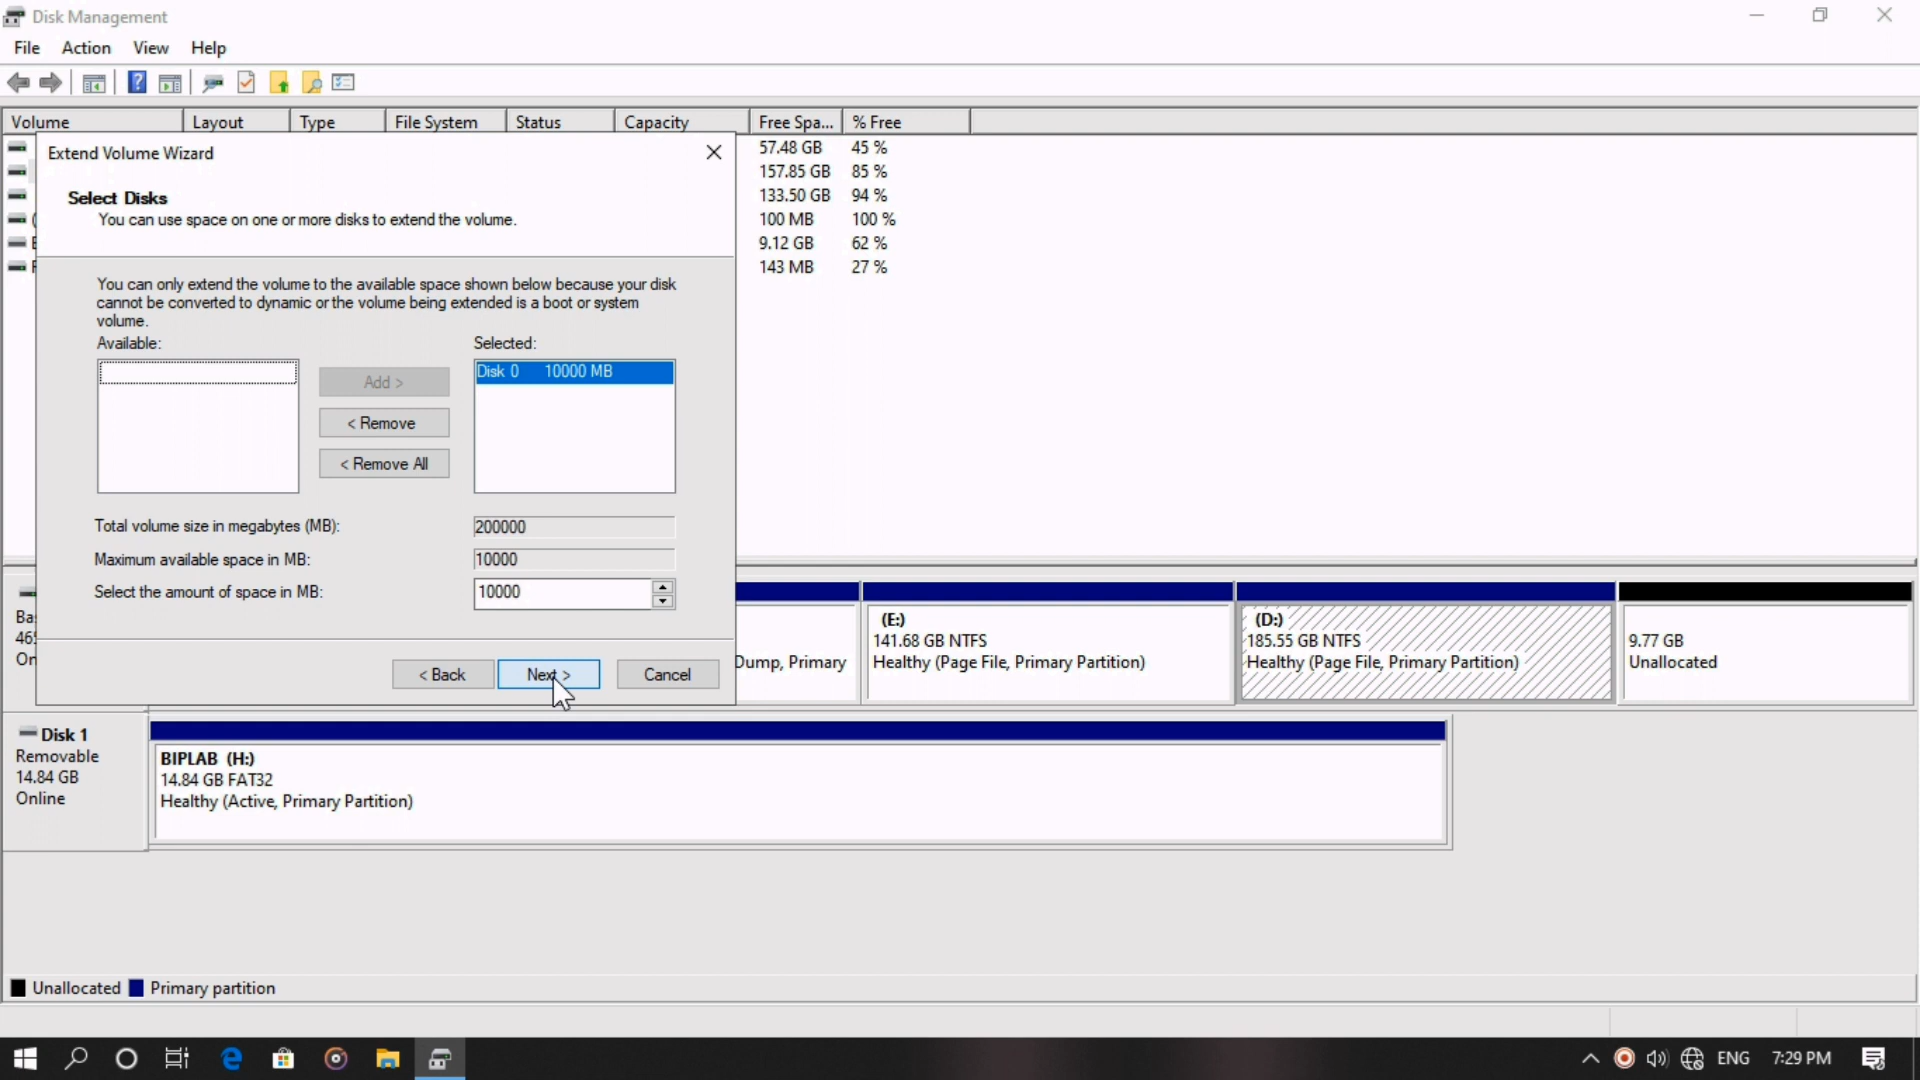 Disk Management
File Action View Help
Volume Layout Type File System Status Capacity Free Spa... % Free
57.48 GB 45 %
157.85 GB 85 %
133.50 GB 94 %
100 MB 100 %
9.12 GB 62 %
143 MB 27 %
Extend Volume Wizard
Select Disks
You can use space on one or more disks to extend the volume.
You can only extend the volume to the available space shown below because your disk
cannot be converted to dynamic or the volume being extended is a boot or system
volume.
Available: Selected:
Disk 0 10000 MB
Add >
< Remove
< Remove All
Total volume size in megabytes (MB): 200000
Maximum available space in MB: 10000
Select the amount of space in MB: 10000
< Back Next > Cancel
Dump, Primary
(E:)
141.68 GB NTFS
Healthy (Page File, Primary Partition)
(D:)
185.55 GB NTFS
Healthy (Page File, Primary Partition)
9.77 GB
Unallocated
Disk 1
Removable
14.84 GB
Online
BIPLAB (H:)
14.84 GB FAT32
Healthy (Active, Primary Partition)
Unallocated Primary partition
ENG 7:29 PM